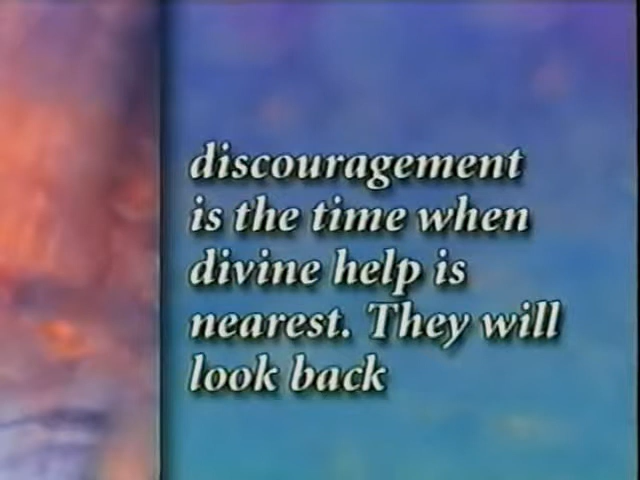 discouragement
is the time when
divine help is
nearest. They will
look back